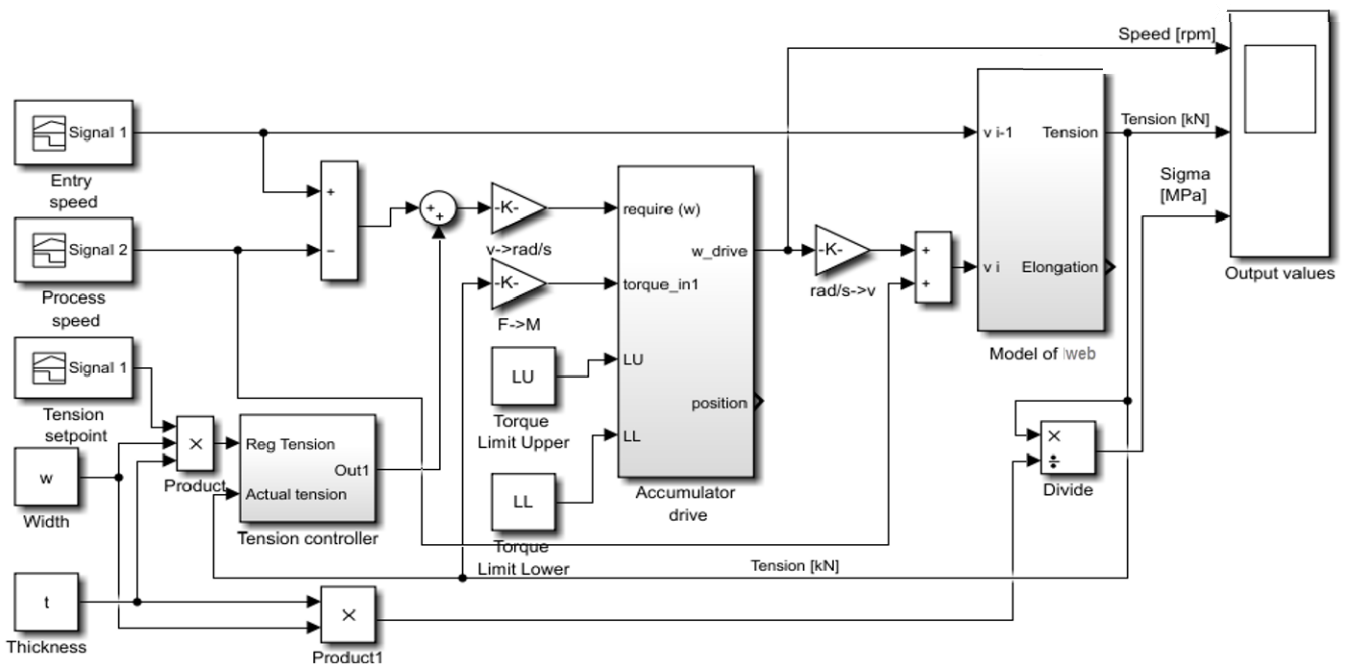 Speed [rpm]
Signal 1
Entry
speed
v i-1
Tension
Tension [kN]
Sigma
[MPa]
+
−
+
+
-K-
v->rad/s
require (w)
Signal 2
Process
speed
w_drive
-K-
rad/s->v
+
+
v i
Elongation
Output values
-K-
F->M
torque_in1
Model of web
Signal 1
Tension
setpoint
LU
Torque
Limit Upper
LU
position
×
Product
Reg Tension
Out1
Actual tension
Tension controller
LL
×
÷
Divide
w
Width
LL
Torque
Limit Lower
Accumulator
drive
Tension [kN]
t
Thickness
×
Product1